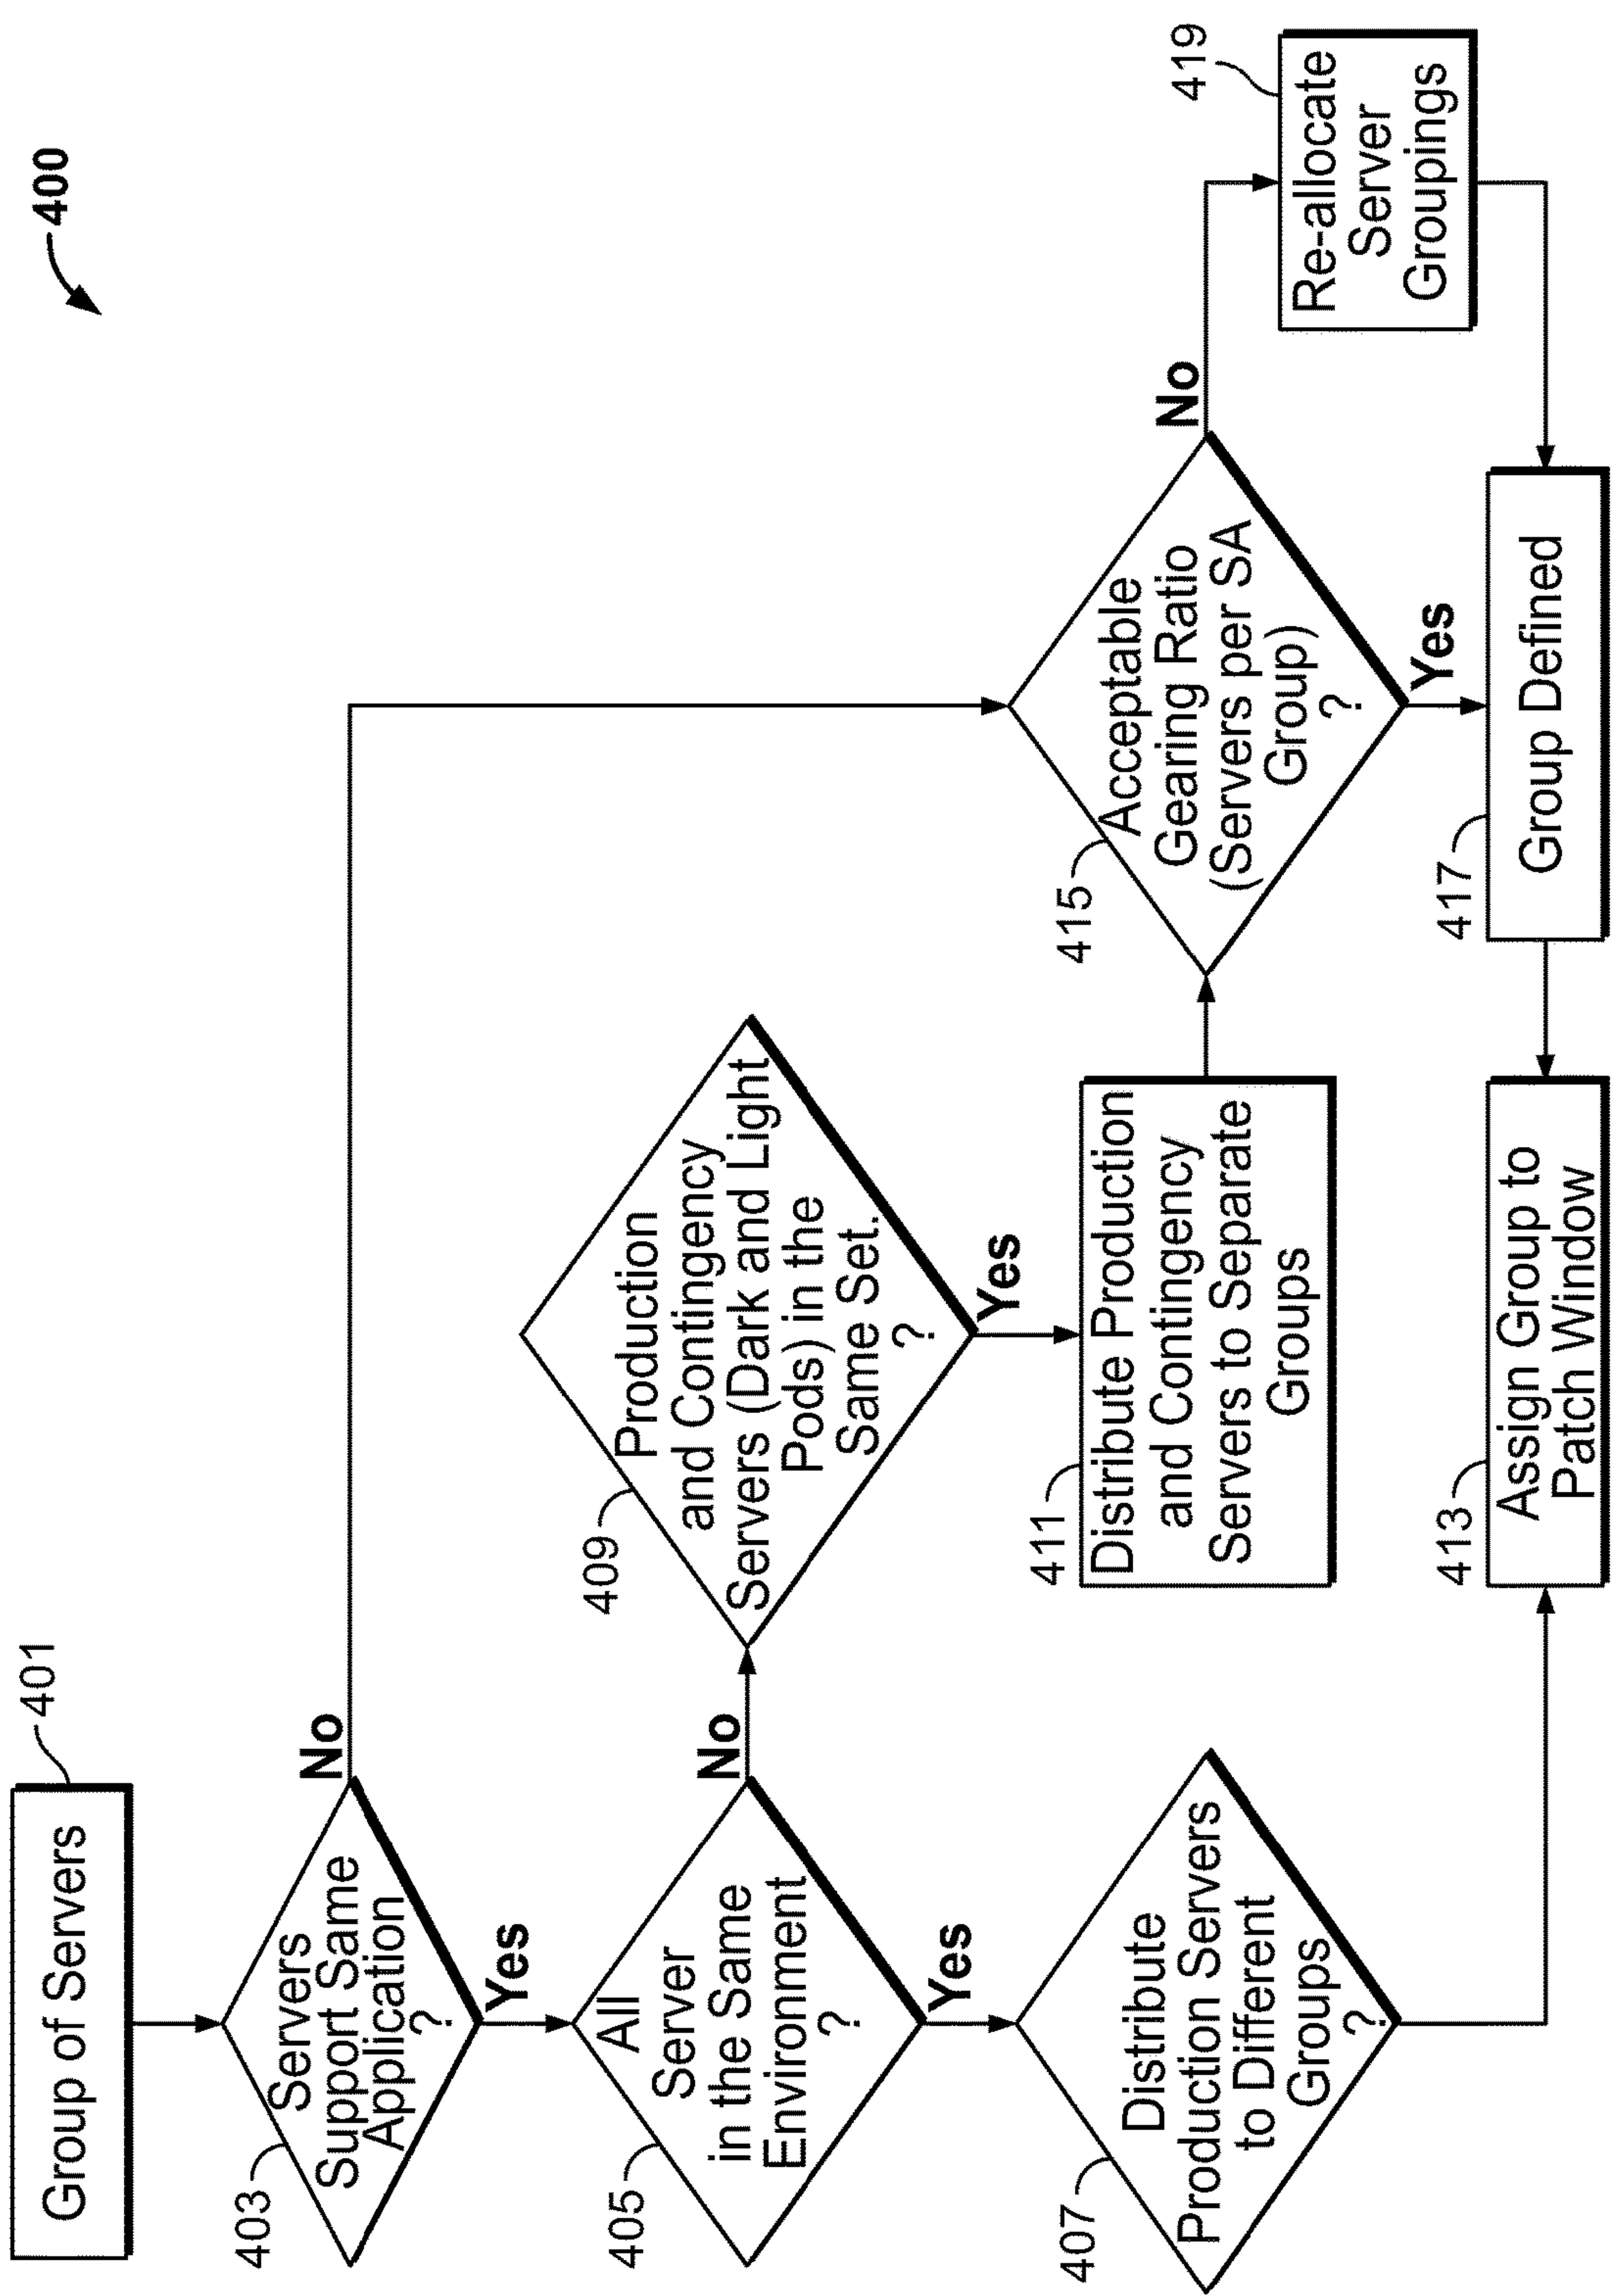 400
401
Group of Servers
403
Servers
Support Same
Application
?
No
Yes
405
All
Server
in the Same
Environment
?
No
Yes
407
Distribute
Production Servers
to Different
Groups
?
409
Production
and Contingency
Servers (Dark and Light
Pods) in the
Same Set.
?
Yes
411
Distribute Production
and Contingency
Servers to Separate
Groups
413
Assign Group to
Patch Window
415
Acceptable
Gearing Ratio
(Servers per SA
Group)
?
No
Yes
417
Group Defined
419
Re-allocate
Server
Groupings